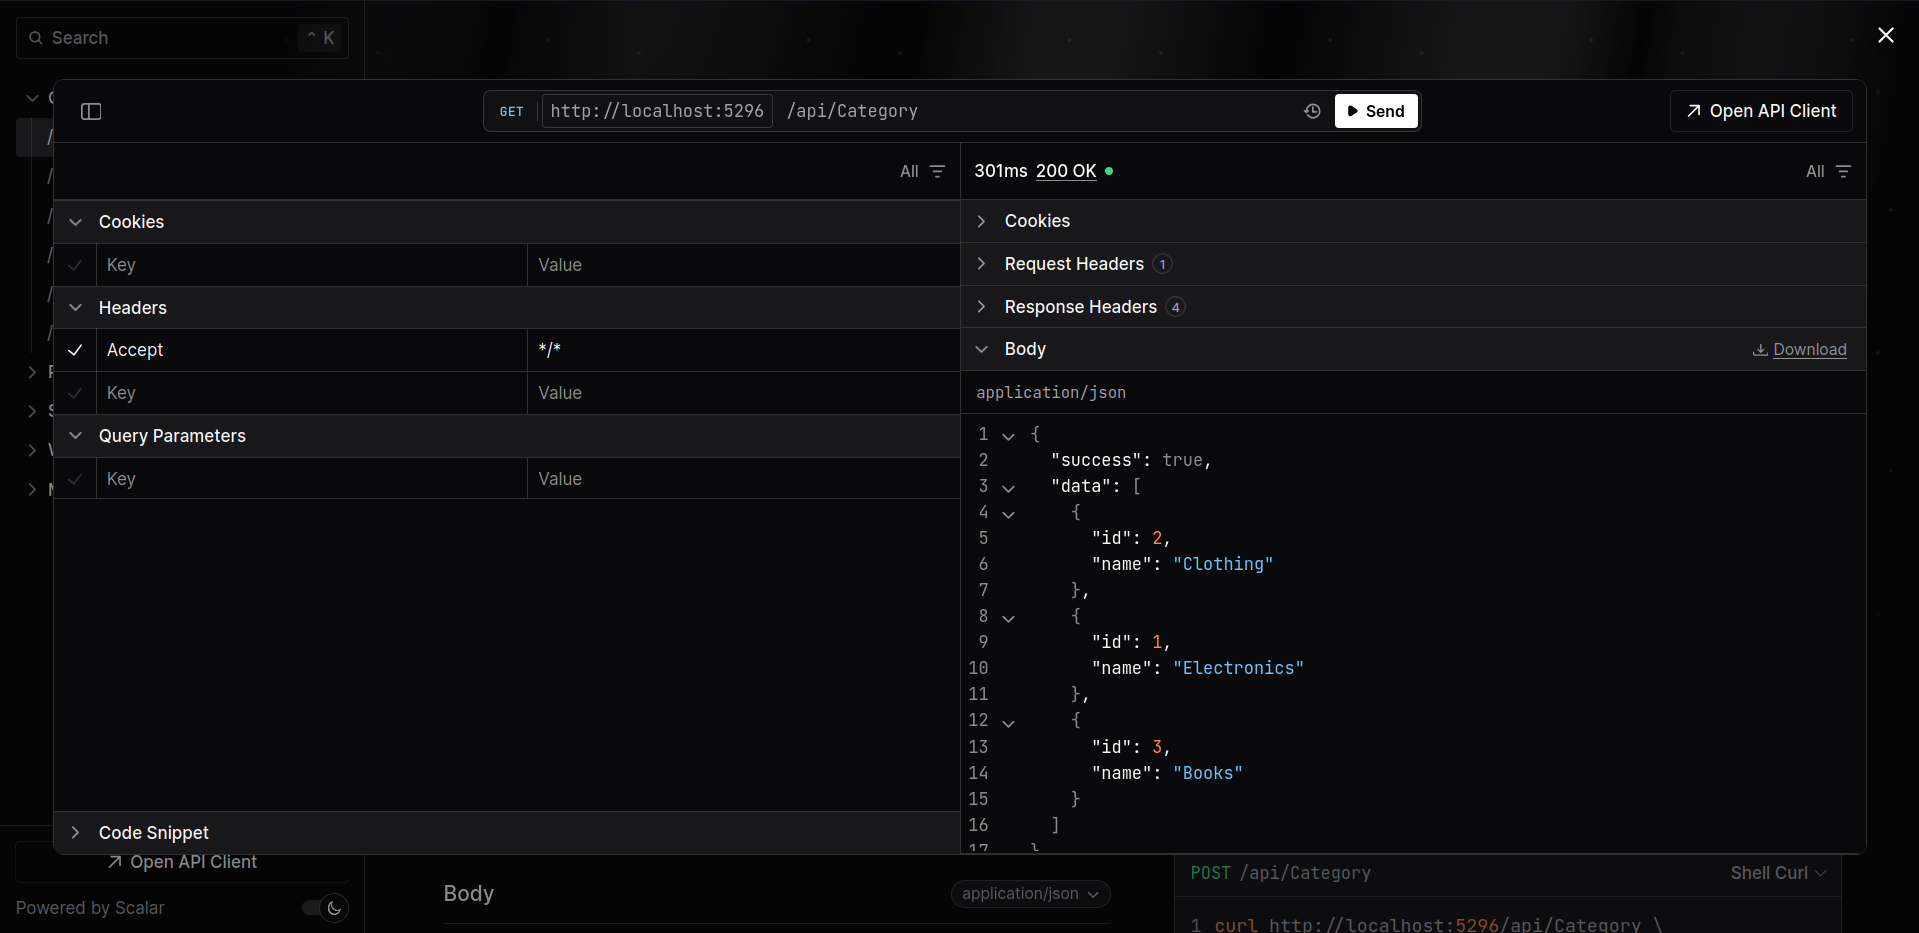 Search
⌃ K
GET
http://localhost:5296
/api/Category
Send
Open API Client
All
Cookies
Key
Value
Headers
Accept
*/*
Key
Value
Query Parameters
Key
Value
Code Snippet
301ms 200 OK
All
Cookies
Request Headers 1
Response Headers 4
Body
Download
application/json
1 {
2 "success": true,
3 "data": [
4 {
5 "id": 2,
6 "name": "Clothing"
7 },
8 {
9 "id": 1,
10 "name": "Electronics"
11 },
12 {
13 "id": 3,
14 "name": "Books"
15 }
16 ]
17 }
Open API Client
Powered by Scalar
Body
application/json
POST /api/Category
Shell Curl
1 curl http://localhost:5296/api/Category \